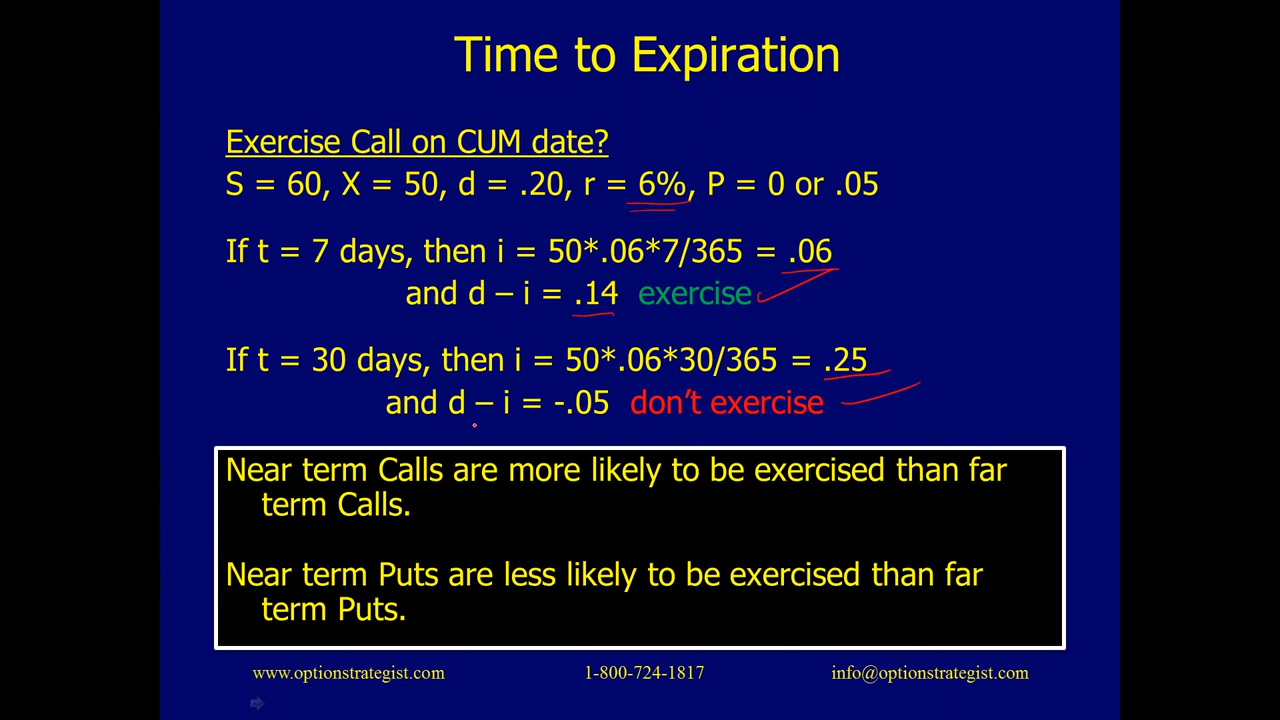 Time to Expiration
Exercise Call on CUM date?
S = 60, X = 50, d = .20, r = 6%, P = 0 or .05
If t = 7 days, then i = 50*.06*7/365 = .06
and d – i = .14 exercise
If t = 30 days, then i = 50*.06*30/365 = .25
and d – i = -.05 don’t exercise
Near term Calls are more likely to be exercised than far
term Calls.
Near term Puts are less likely to be exercised than far
term Puts.
www.optionstrategist.com 1-800-724-1817 info@optionstrategist.com